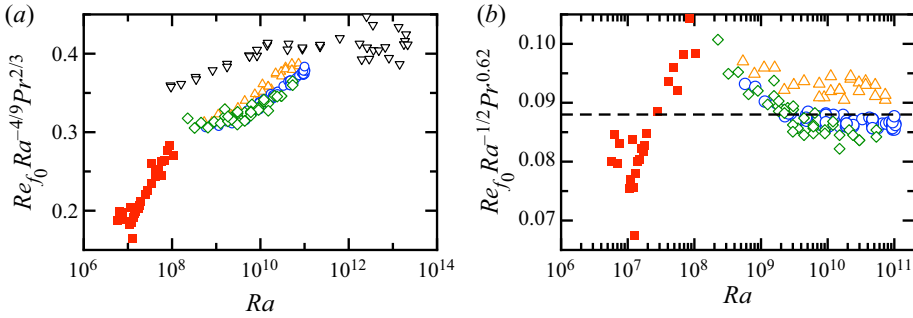 (a)
0.4
0.3
0.2
Re_{f_0} Ra^{-4/9} Pr^{2/3}
10^6 10^8 10^10 10^12 10^14
Ra
(b)
0.10
0.09
0.08
0.07
Re_{f_0} Ra^{-1/2} Pr^{0.62}
10^6 10^7 10^8 10^9 10^10 10^11
Ra